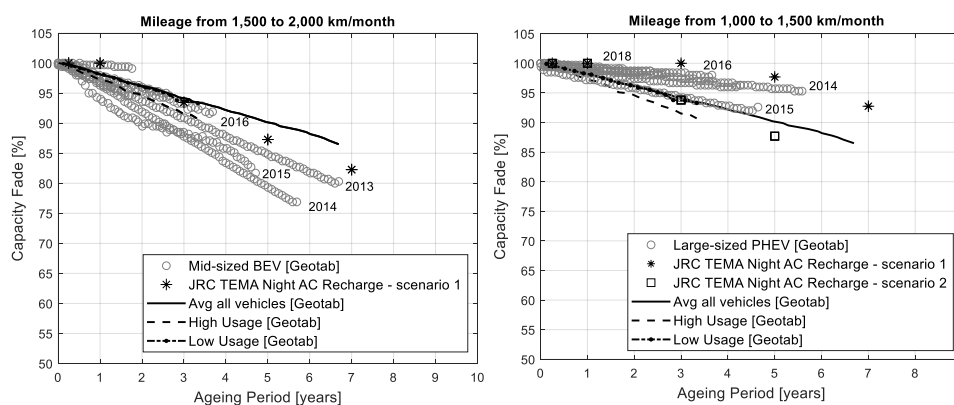 Mileage from 1,500 to 2,000 km/month
105
100
95
90
85
80
75
70
65
60
55
50
Capacity Fade [%]
2016
2015
2013
2014
Mid-sized BEV [Geotab]
JRC TEMA Night AC Recharge - scenario 1
Avg all vehicles [Geotab]
High Usage [Geotab]
Low Usage [Geotab]
0 1 2 3 4 5 6 7 8 9 10
Ageing Period [years]
Mileage from 1,000 to 1,500 km/month
105
100
95
90
85
80
75
70
65
60
55
50
Capacity Fade [%]
2018
2016
2014
2015
Large-sized PHEV [Geotab]
JRC TEMA Night AC Recharge - scenario 1
JRC TEMA Night AC Recharge - scenario 2
Avg all vehicles [Geotab]
High Usage [Geotab]
Low Usage [Geotab]
0 1 2 3 4 5 6 7 8
Ageing Period [years]